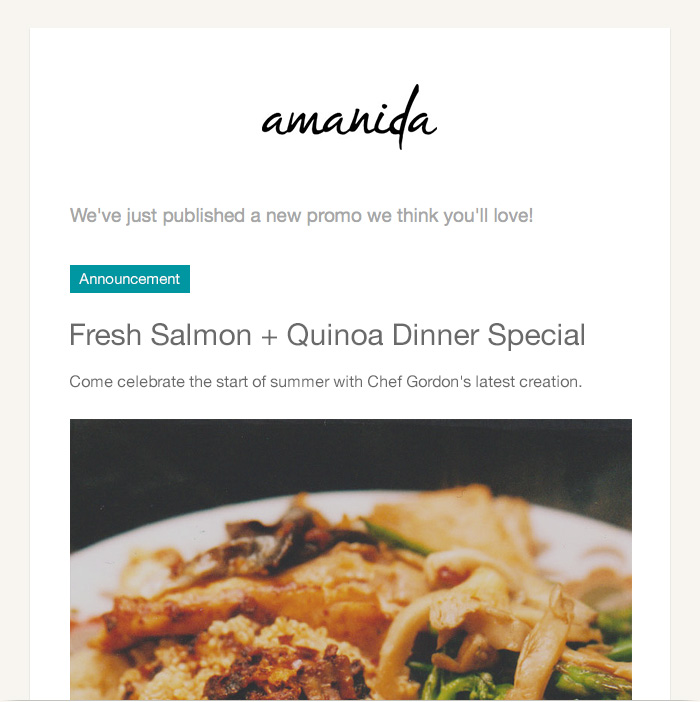 amanida
We've just published a new promo we think you'll love!
Announcement
Fresh Salmon + Quinoa Dinner Special
Come celebrate the start of summer with Chef Gordon's latest creation.